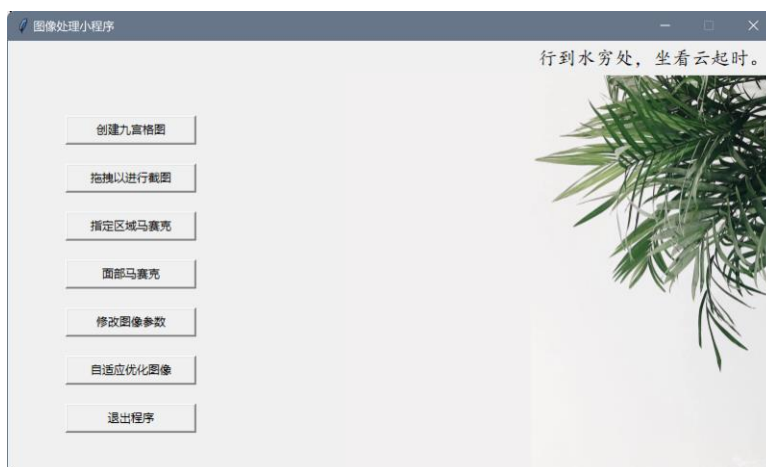 图像处理小程序
行到水穷处，坐看云起时。
创建九宫格图
拖拽以进行截图
指定区域马赛克
面部马赛克
修改图像参数
自适应优化图像
退出程序